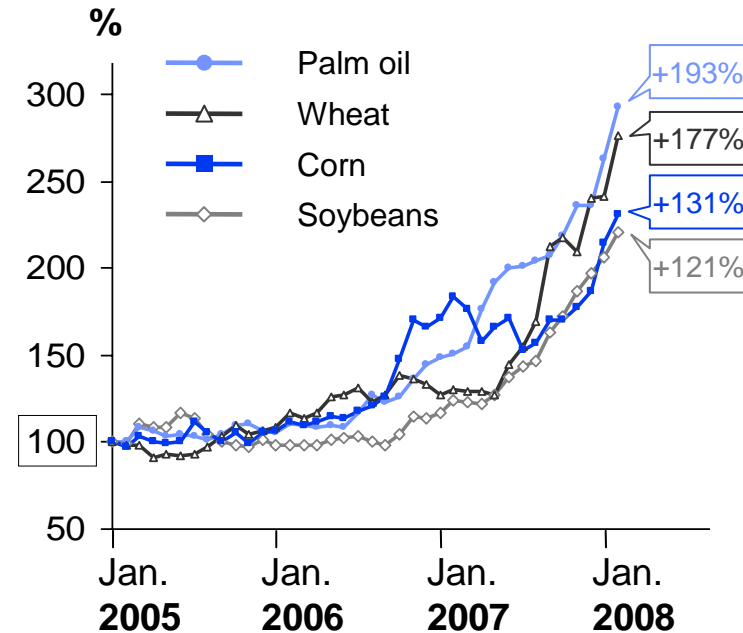 %
Palm oil
Wheat
Corn
Soybeans
+193%
+177%
+131%
+121%
300
250
200
150
100
50
Jan. Jan. Jan. Jan.
2005 2006 2007 2008